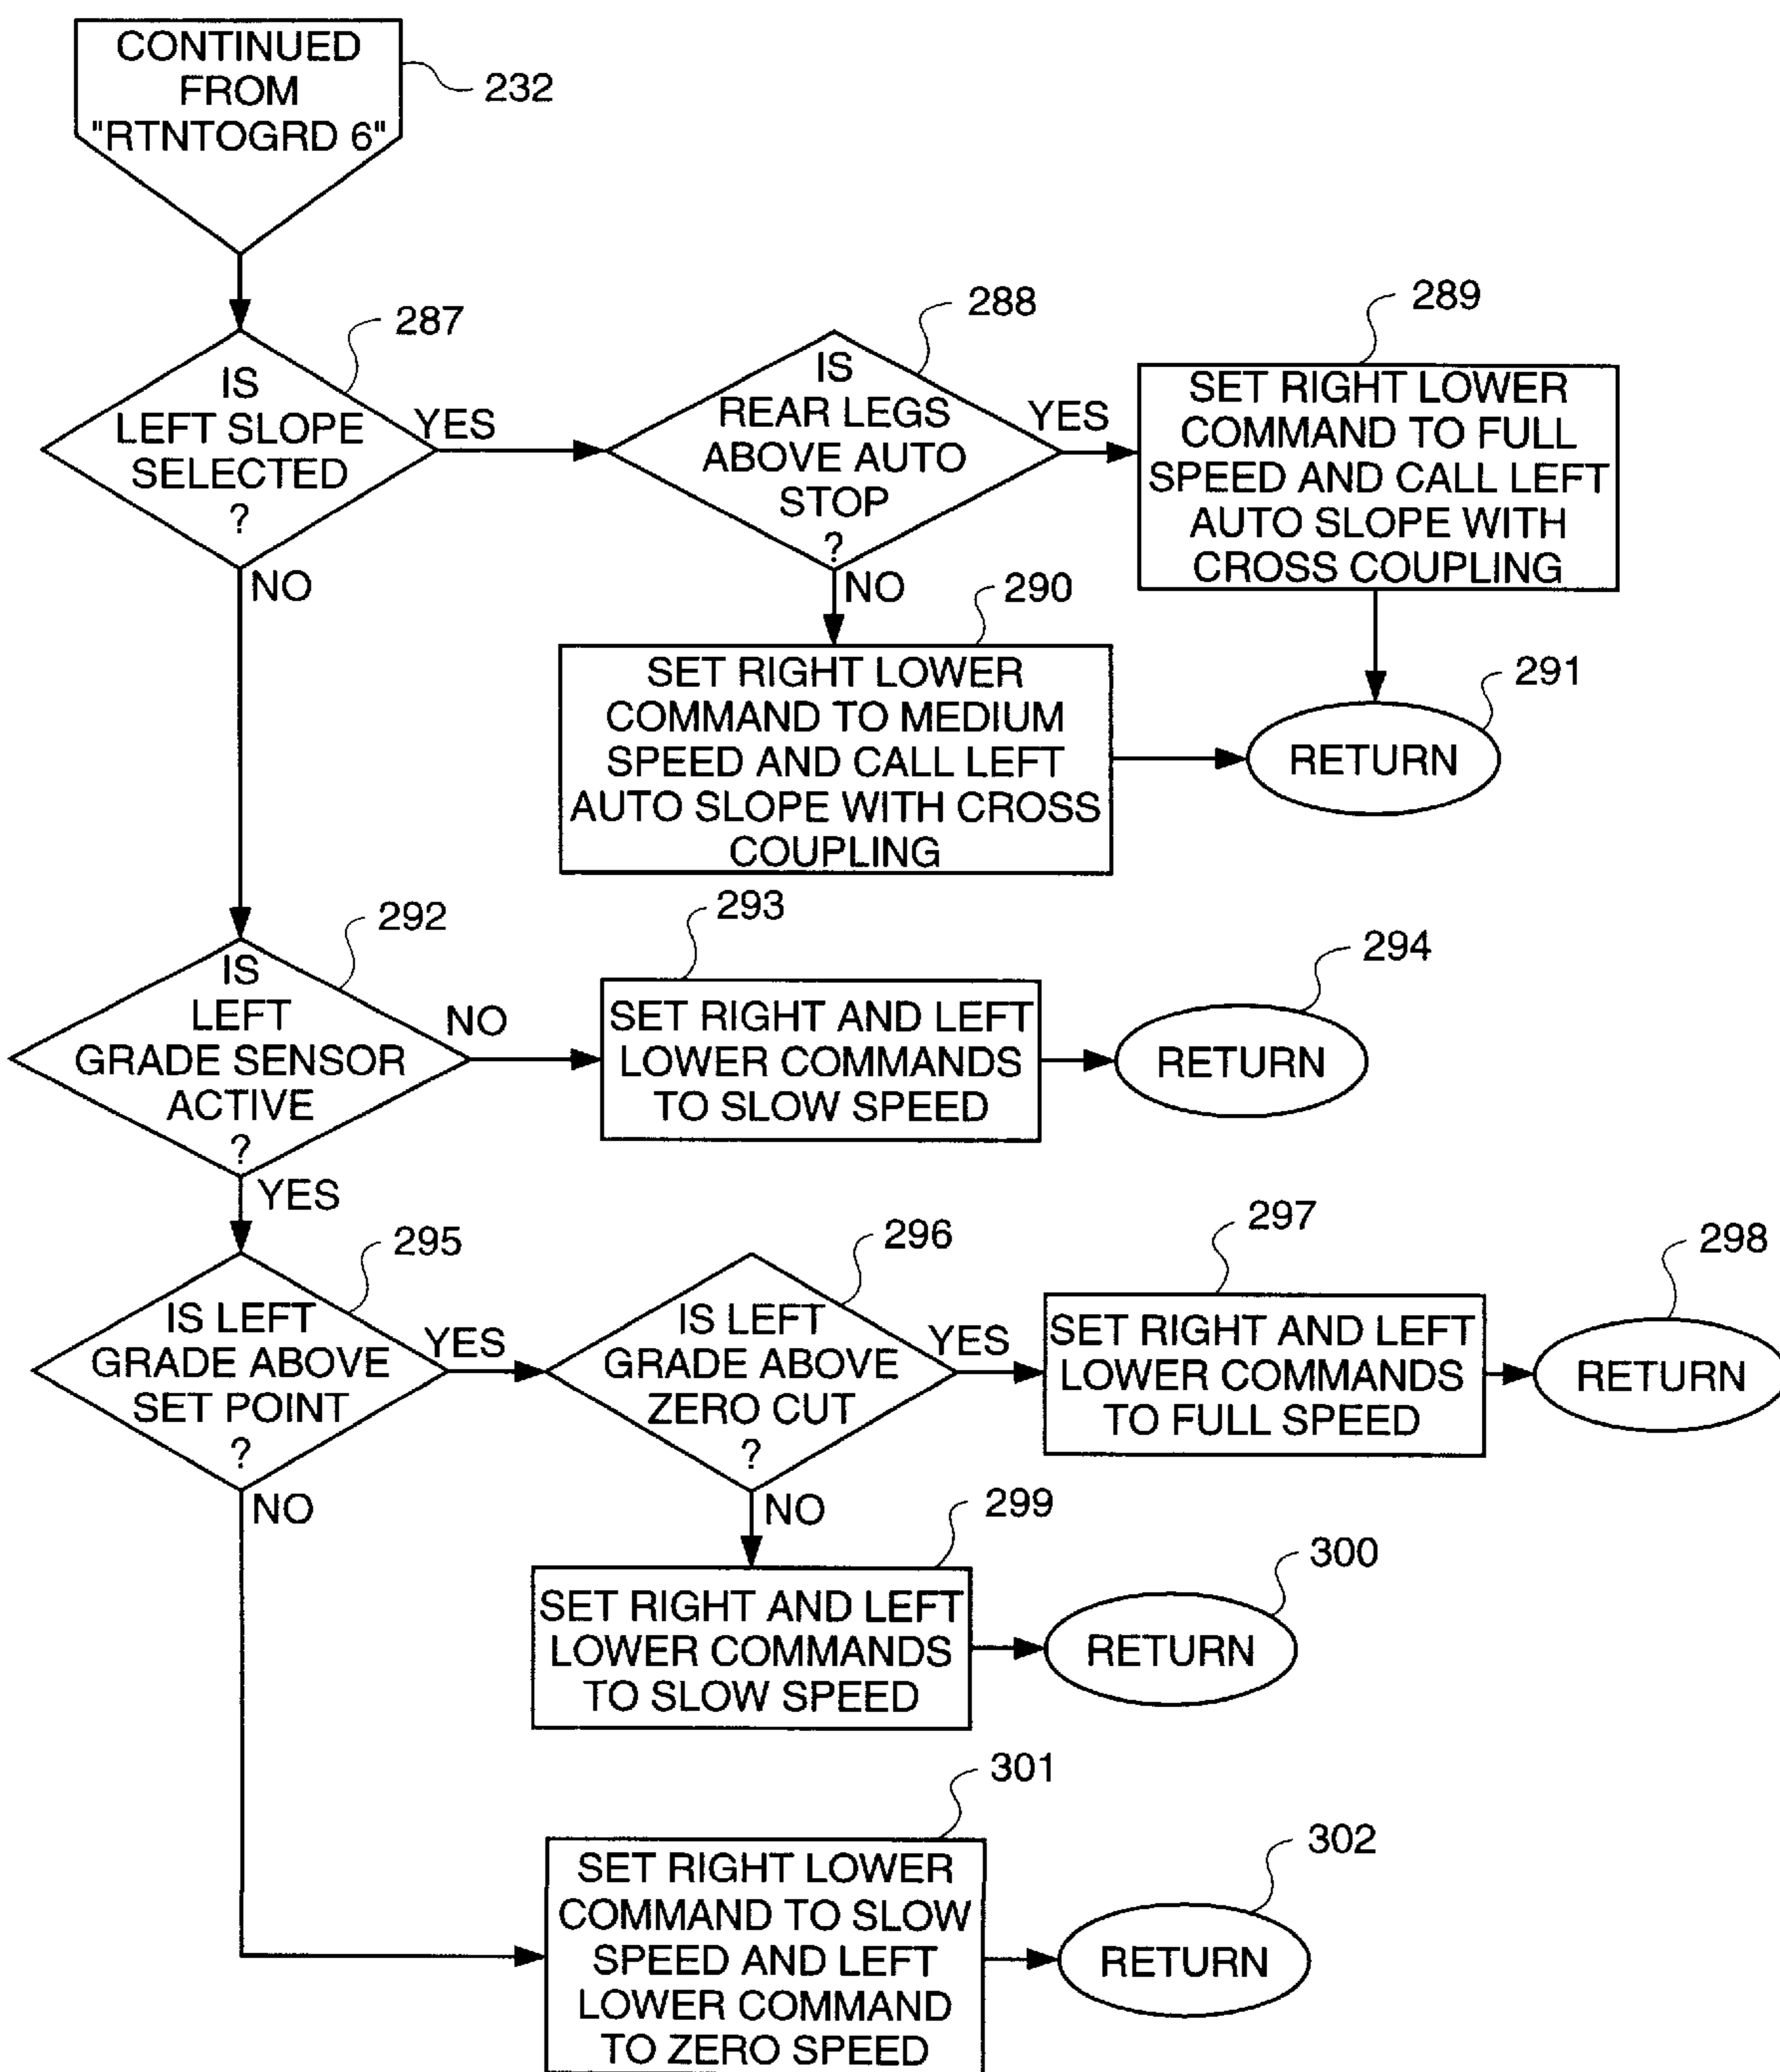 CONTINUED
FROM
"RTNTOGRD 6"
232
287
IS
LEFT SLOPE
SELECTED
?
YES
NO
288
IS
REAR LEGS
ABOVE AUTO
STOP
?
YES
NO
289
SET RIGHT LOWER
COMMAND TO FULL
SPEED AND CALL LEFT
AUTO SLOPE WITH
CROSS COUPLING
290
SET RIGHT LOWER
COMMAND TO MEDIUM
SPEED AND CALL LEFT
AUTO SLOPE WITH CROSS
COUPLING
291
RETURN
292
IS
LEFT
GRADE SENSOR
ACTIVE
?
NO
YES
293
SET RIGHT AND LEFT
LOWER COMMANDS
TO SLOW SPEED
294
RETURN
295
IS LEFT
GRADE ABOVE
SET POINT
?
YES
NO
296
IS LEFT
GRADE ABOVE
ZERO CUT
?
YES
NO
297
SET RIGHT AND LEFT
LOWER COMMANDS
TO FULL SPEED
298
RETURN
299
SET RIGHT AND LEFT
LOWER COMMANDS
TO SLOW SPEED
300
RETURN
301
SET RIGHT LOWER
COMMAND TO SLOW
SPEED AND LEFT
LOWER COMMAND
TO ZERO SPEED
302
RETURN